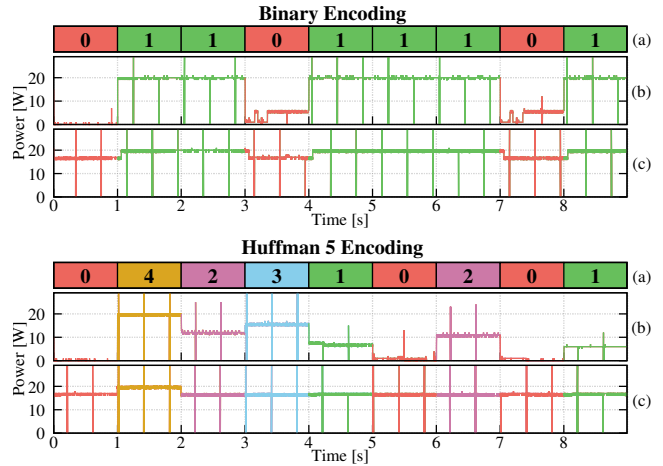 Binary Encoding
0 1 1 0 1 1 1 0 1 (a)
20
10
0
(b)
Power [W]
20
10
0
(c)
0 1 2 3 4 5 6 7 8
Time [s]
Huffman 5 Encoding
0 4 2 3 1 0 2 0 1 (a)
20
10
0
(b)
Power [W]
20
10
0
(c)
0 1 2 3 4 5 6 7 8
Time [s]